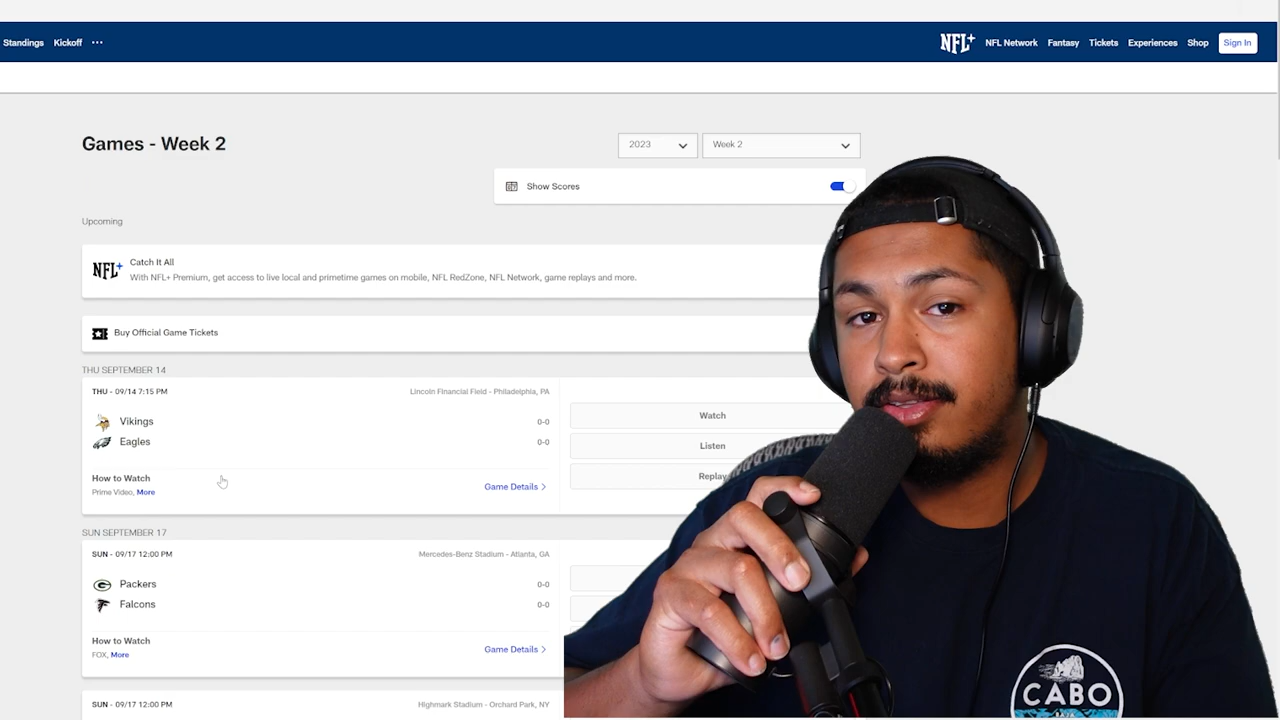 Standings Kickoff ••• NFL+ NFL Network Fantasy Tickets Experiences Shop Sign In
Games - Week 2
2023 Week 2
Show Scores
Upcoming
Catch It All
NFL+ With NFL+ Premium, get access to live local and primetime games on mobile, NFL RedZone, NFL Network, game replays and more.
Buy Official Game Tickets
THU SEPTEMBER 14
THU - 09/14 7:15 PM Lincoln Financial Field - Philadelphia, PA
Watch
Vikings 0-0
Eagles 0-0
Listen
How to Watch
Replay
Prime Video, More
Game Details >
SUN SEPTEMBER 17
SUN - 09/17 12:00 PM Mercedes-Benz Stadium - Atlanta, GA
Packers 0-0
Falcons 0-0
How to Watch
FOX, More
Game Details >
SUN - 09/17 12:00 PM Highmark Stadium - Orchard Park, NY
CABO